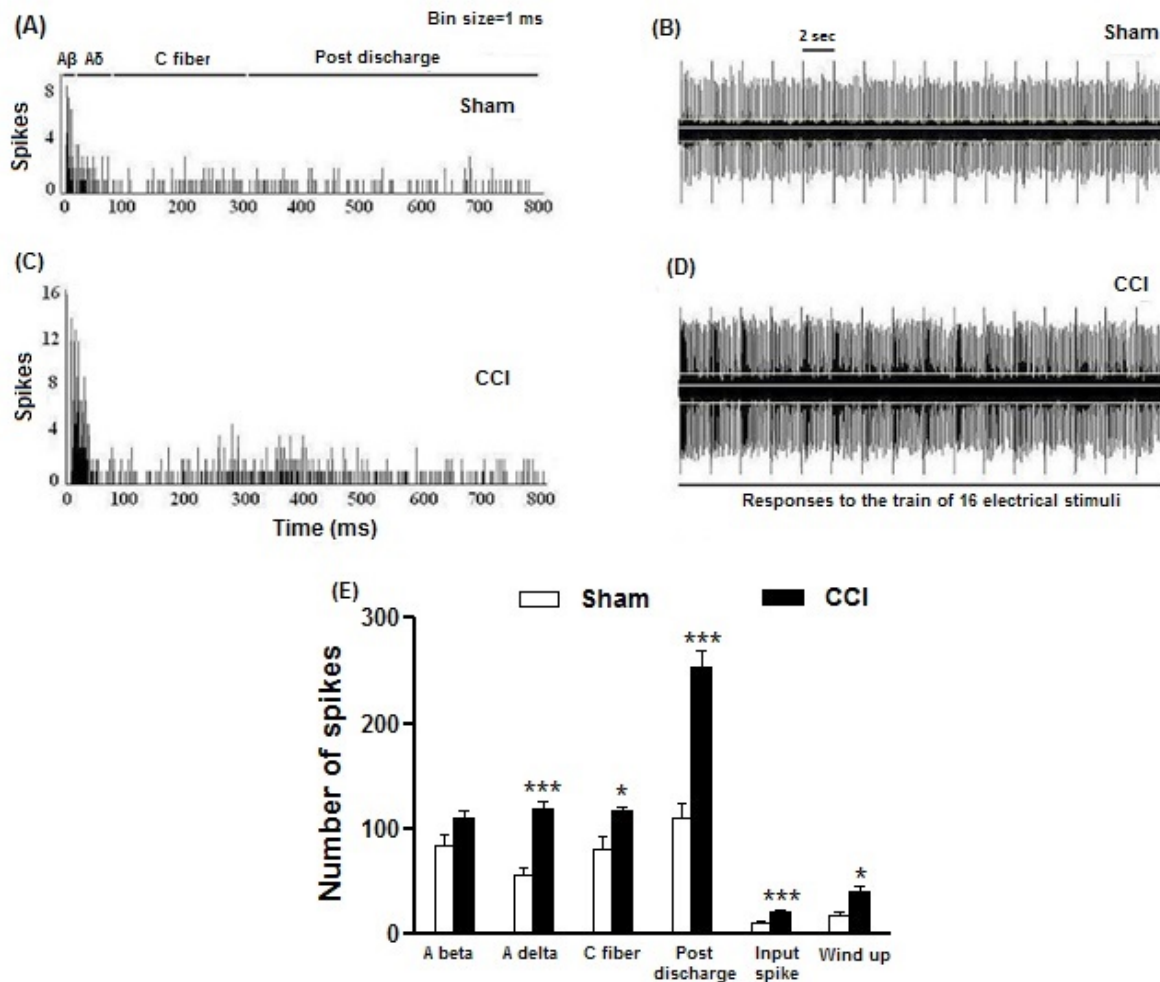 (A)
Bin size=1 ms
Aβ Aδ C fiber Post discharge
Sham
Spikes
8
4
0
0 100 200 300 400 500 600 700 800
(B)
2 sec
Sham
(C)
CCI
Spikes
16
12
8
4
0
0 100 200 300 400 500 600 700 800
Time (ms)
(D)
CCI
Responses to the train of 16 electrical stimuli
(E)
Sham CCI
Number of spikes
300
200
100
0
***
*
***
***
*
A beta A delta C fiber Post discharge Input spike Wind up